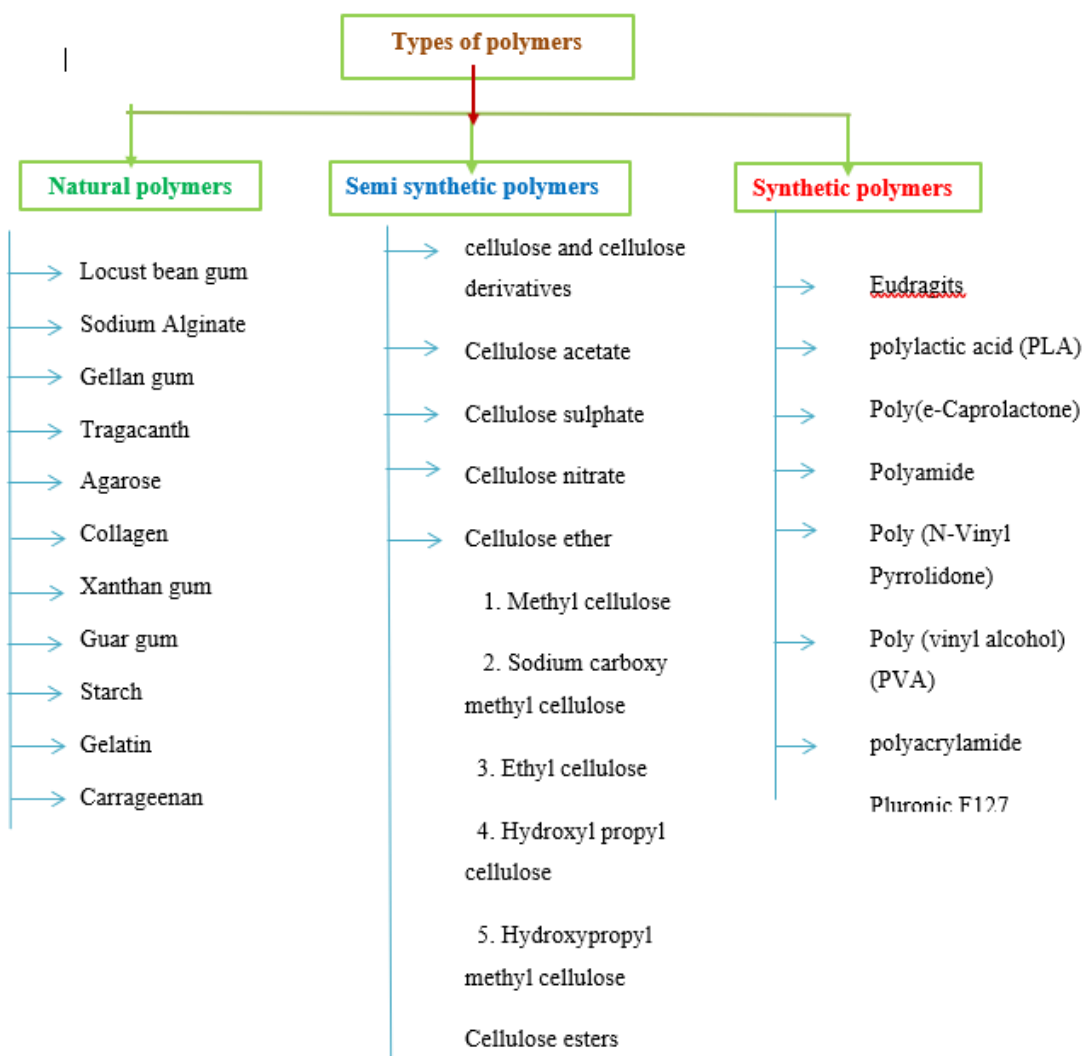 Types of polymers
Natural polymers
Locust bean gum
Sodium Alginate
Gellan gum
Tragacanth
Agarose
Collagen
Xanthan gum
Guar gum
Starch
Gelatin
Carrageenan
Semi synthetic polymers
cellulose and cellulose
derivatives
Cellulose acetate
Cellulose sulphate
Cellulose nitrate
Cellulose ether
1. Methyl cellulose
2. Sodium carboxy
methyl cellulose
3. Ethyl cellulose
4. Hydroxyl propyl
cellulose
5. Hydroxypropyl
methyl cellulose
Cellulose esters
Synthetic polymers
Eudragits
polylactic acid (PLA)
Poly(e-Caprolactone)
Polyamide
Poly (N-Vinyl
Pyrrolidone)
Poly (vinyl alcohol)
(PVA)
polyacrylamide
Pluronic F127